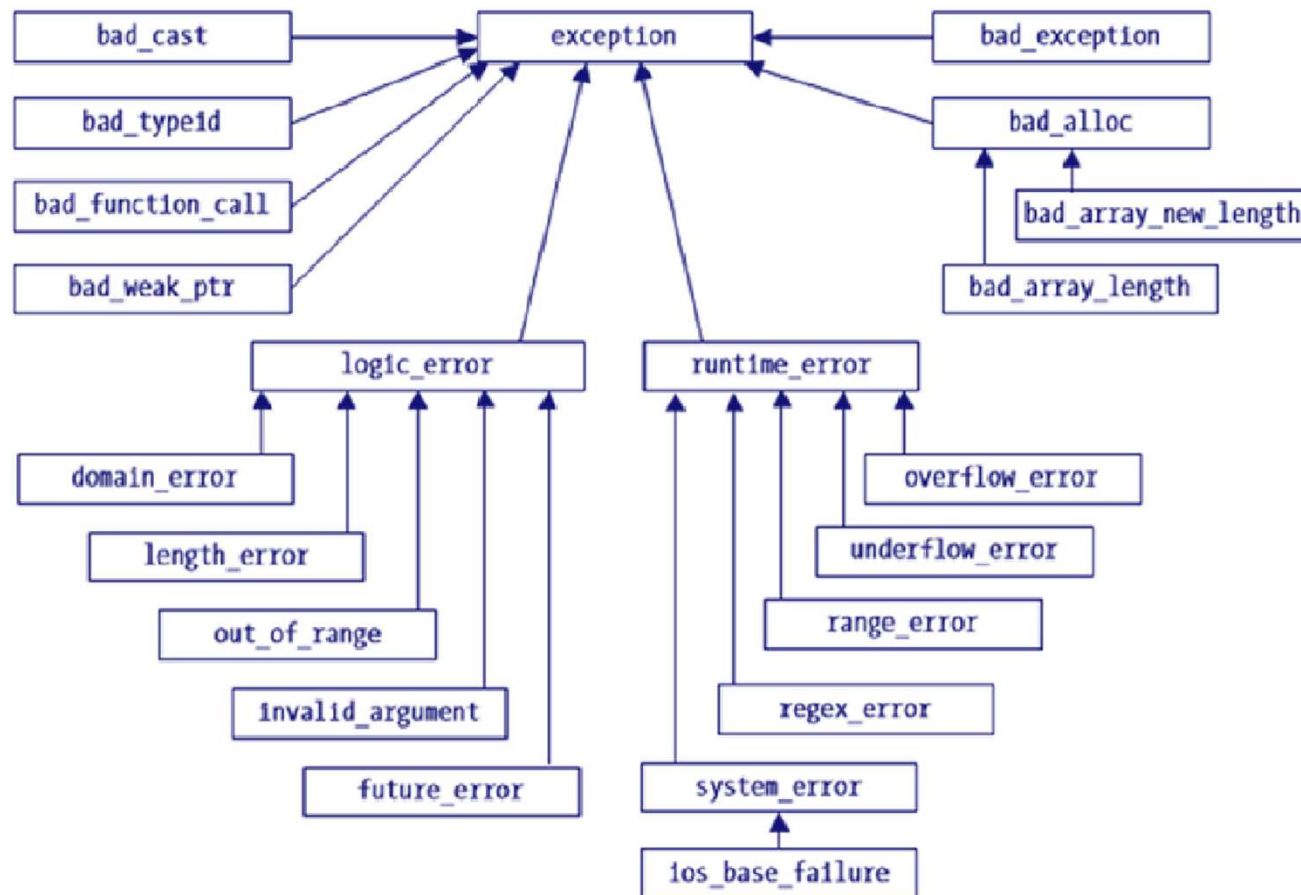 bad_cast
exception
bad_exception
bad_typeid
bad_alloc
bad_function_call
bad_array_new_length
bad_weak_ptr
bad_array_length
logic_error
runtime_error
domain_error
overflow_error
length_error
underflow_error
out_of_range
range_error
invalid_argument
regex_error
future_error
system_error
ios_base_failure